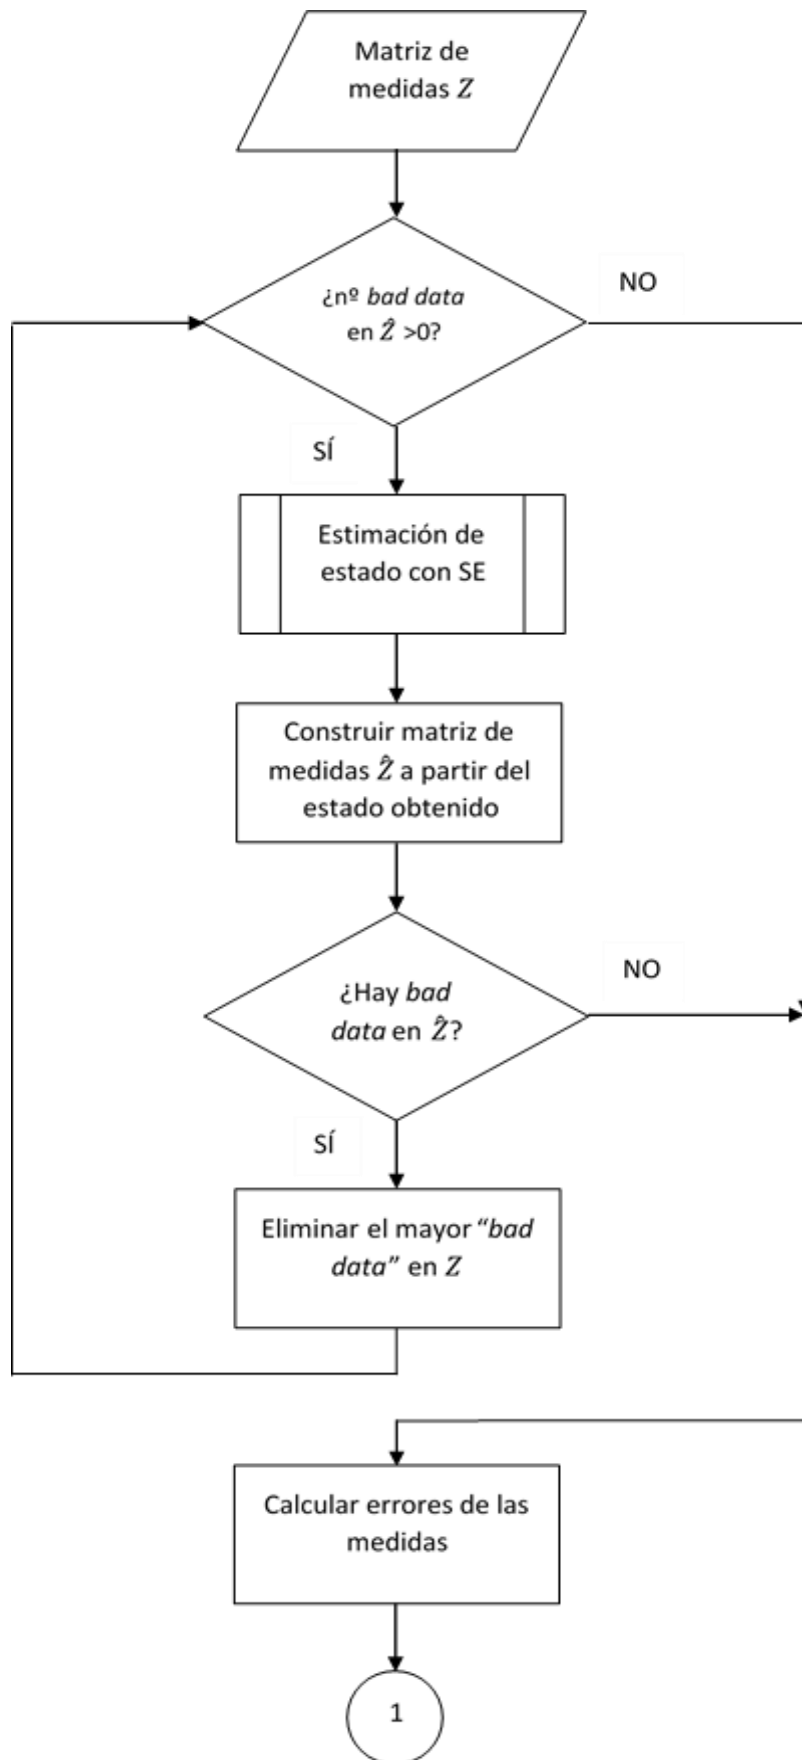 Matriz de
medidas Z
¿nº bad data
en Ẑ >0?
NO
SÍ
Estimación de
estado con SE
Construir matriz de
medidas Ẑ a partir del
estado obtenido
¿Hay bad
data en Ẑ?
NO
SÍ
Eliminar el mayor “bad
data” en Z
Calcular errores de las
medidas
1